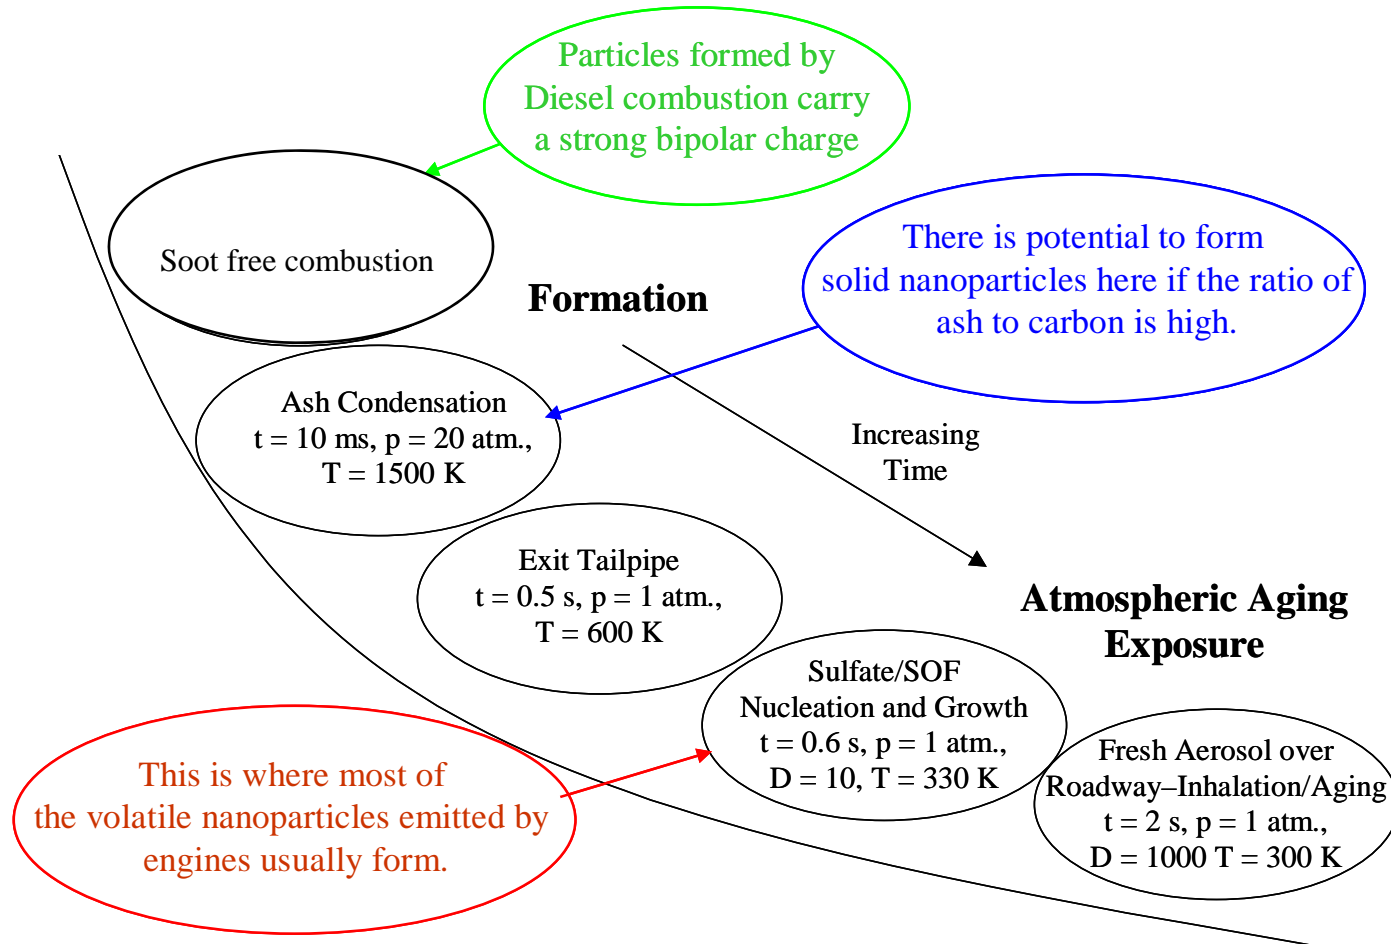 Particles formed by
Diesel combustion carry
a strong bipolar charge
Soot free combustion
There is potential to form
solid nanoparticles here if the ratio of
ash to carbon is high.
Formation
Ash Condensation
t = 10 ms, p = 20 atm.,
T = 1500 K
Increasing
Time
Exit Tailpipe
t = 0.5 s, p = 1 atm.,
T = 600 K
Atmospheric Aging
Exposure
Sulfate/SOF
Nucleation and Growth
t = 0.6 s, p = 1 atm.,
D = 10, T = 330 K
Fresh Aerosol over
Roadway–Inhalation/Aging
t = 2 s, p = 1 atm.,
D = 1000 T = 300 K
This is where most of
the volatile nanoparticles emitted by
engines usually form.